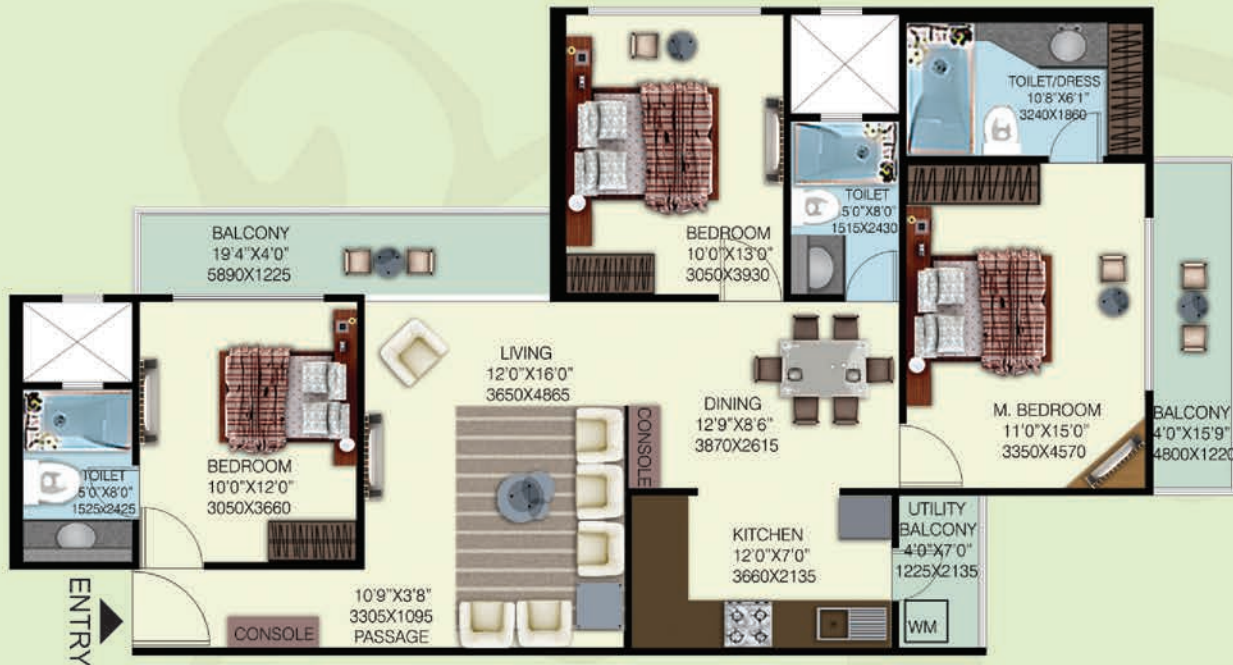 TOILET/DRESS
10'8"X6'1"
3240X1860
TOILET
5'0"X8'0"
1515X2430
BEDROOM
10'0"X13'0"
3050X3930
BALCONY
19'4"X4'0"
5890X1225
LIVING
12'0"X16'0"
3650X4865
CONSOLE
DINING
12'9"X8'6"
3870X2615
M. BEDROOM
11'0"X15'0"
3350X4570
BALCONY
4'0"X15'9"
4800X1220
BEDROOM
10'0"X12'0"
3050X3660
TOILET
5'0"X8'0"
1525x2425
KITCHEN
12'0"X7'0"
3660X2135
UTILITY
BALCONY
4'0"X7'0"
1225X2135
WM
ENTRY
10'9"X3'8"
3305X1095
PASSAGE
CONSOLE